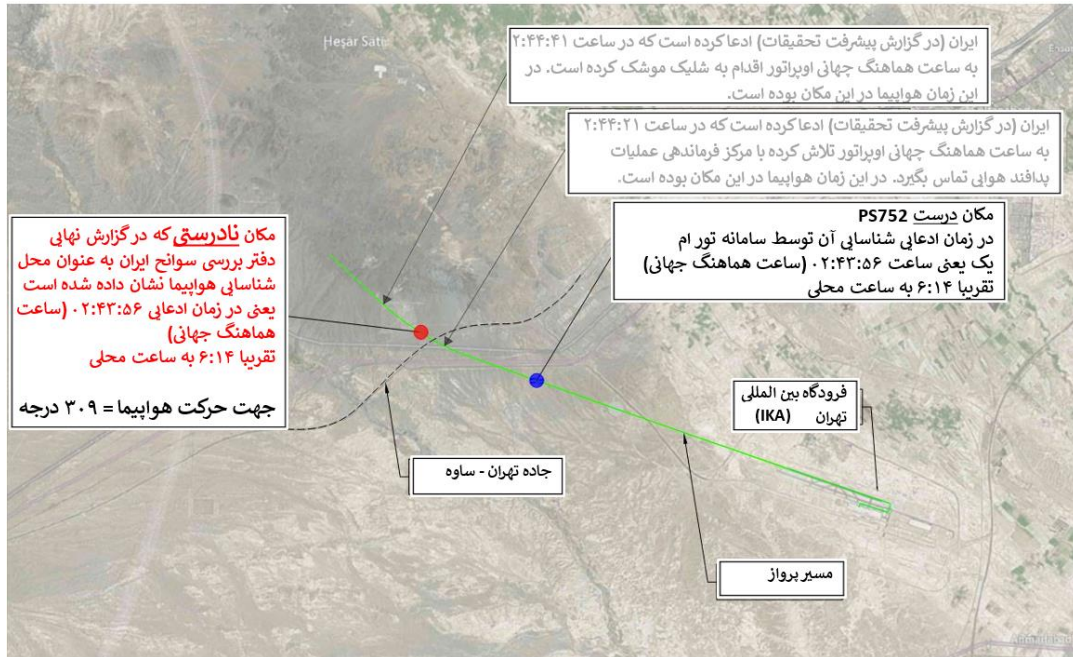 Heşār Sati
ایران (در گزارش پیشرفت تحقیقات) ادعا کرده است که در ساعت ۲:۴۴:۴۱
به ساعت هماهنگ جهانی اوپراتور اقدام به شلیک موشک کرده است. در
این زمان هواپیما در این مکان بوده است.
ایران (در گزارش پیشرفت تحقیقات) ادعا کرده است که در ساعت ۲:۴۴:۲۱
به ساعت هماهنگ جهانی اوپراتور تلاش کرده با مرکز فرماندهی عملیات
پدافند هوایی تماس بگیرد. در این زمان هواپیما در این مکان بوده است.
مکان درست PS752
در زمان ادعایی شناسایی آن توسط سامانه تور ام
یک یعنی ساعت ۰۲:۴۳:۵۶ (ساعت هماهنگ جهانی)
تقریبا ۶:۱۴ به ساعت محلی
مکان نادرستی که در گزارش نهایی
دفتر بررسی سوانح ایران به عنوان محل
شناسایی هواپیما نشان داده شده است
یعنی در زمان ادعایی ۰۲:۴۳:۵۶ (ساعت
هماهنگ جهانی)
تقریبا ۶:۱۴ به ساعت محلی
جهت حرکت هواپیما = ۳۰۹ درجه
فرودگاه بین المللی
تهران (IKA)
جاده تهران - ساوه
مسیر پرواز